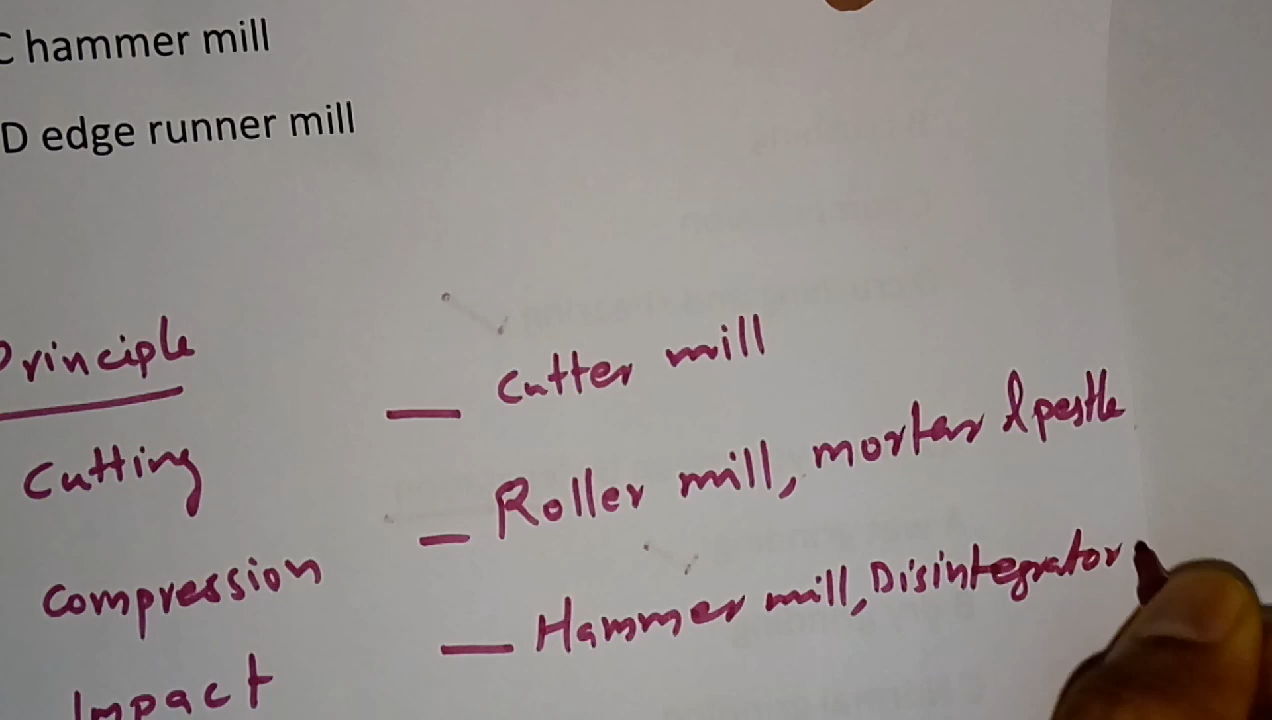 C hammer mill
D edge runner mill
Principle
Cutting — Cutter mill
Compression — Roller mill, mortar & pestle
Impact — Hammer mill, Disintegrator